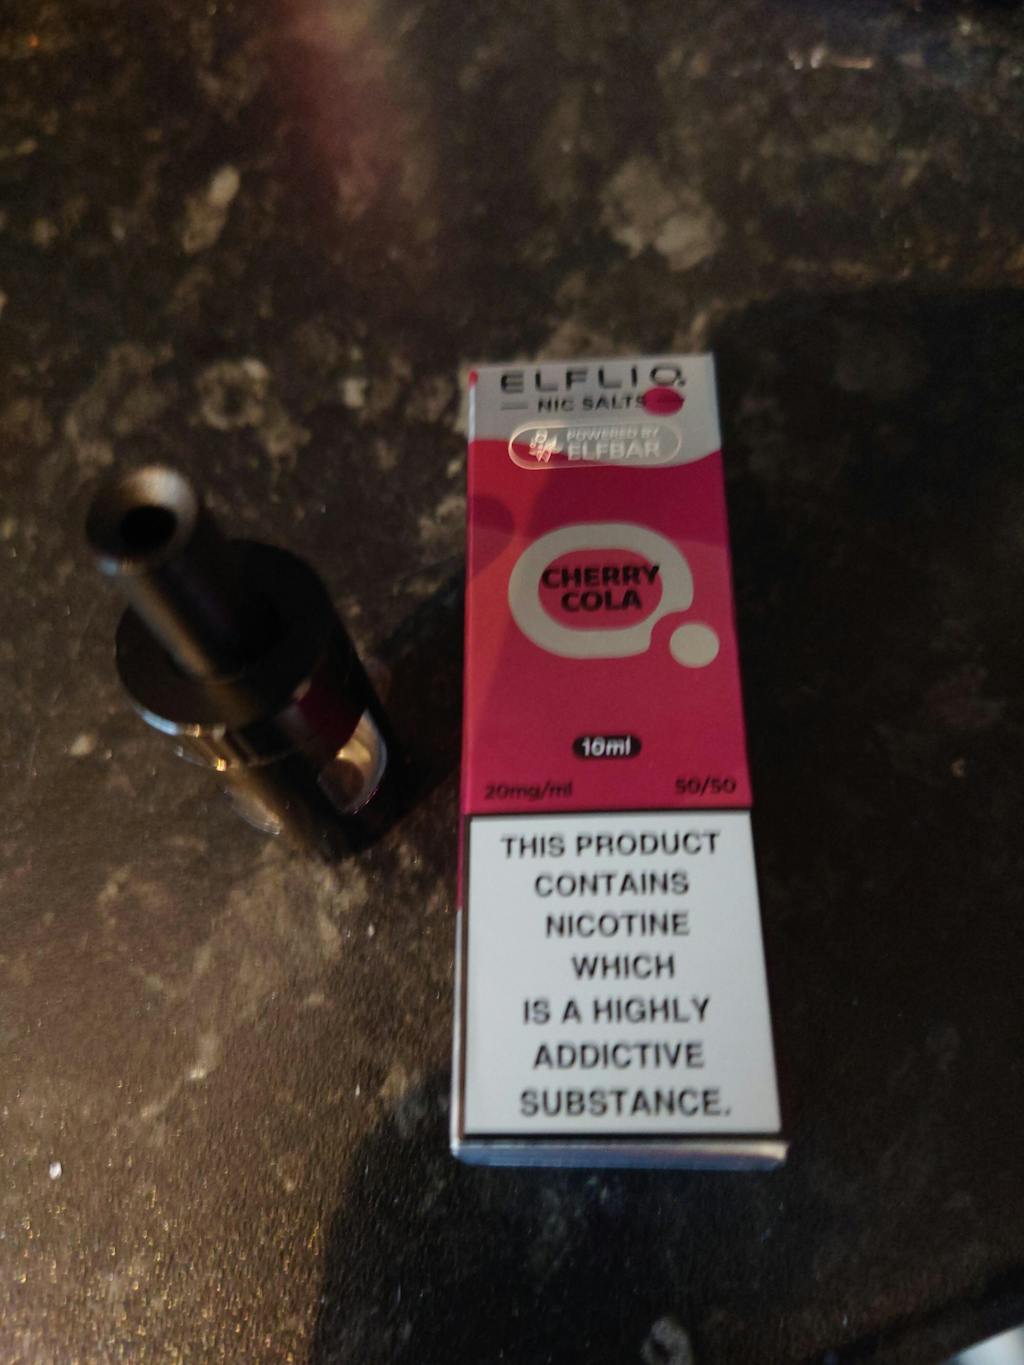 ELFLIQ
NIC SALTS
POWERED BY
ELFBAR
CHERRY
COLA
10ml
20mg/ml 50/50
THIS PRODUCT
CONTAINS
NICOTINE
WHICH
IS A HIGHLY
ADDICTIVE
SUBSTANCE.